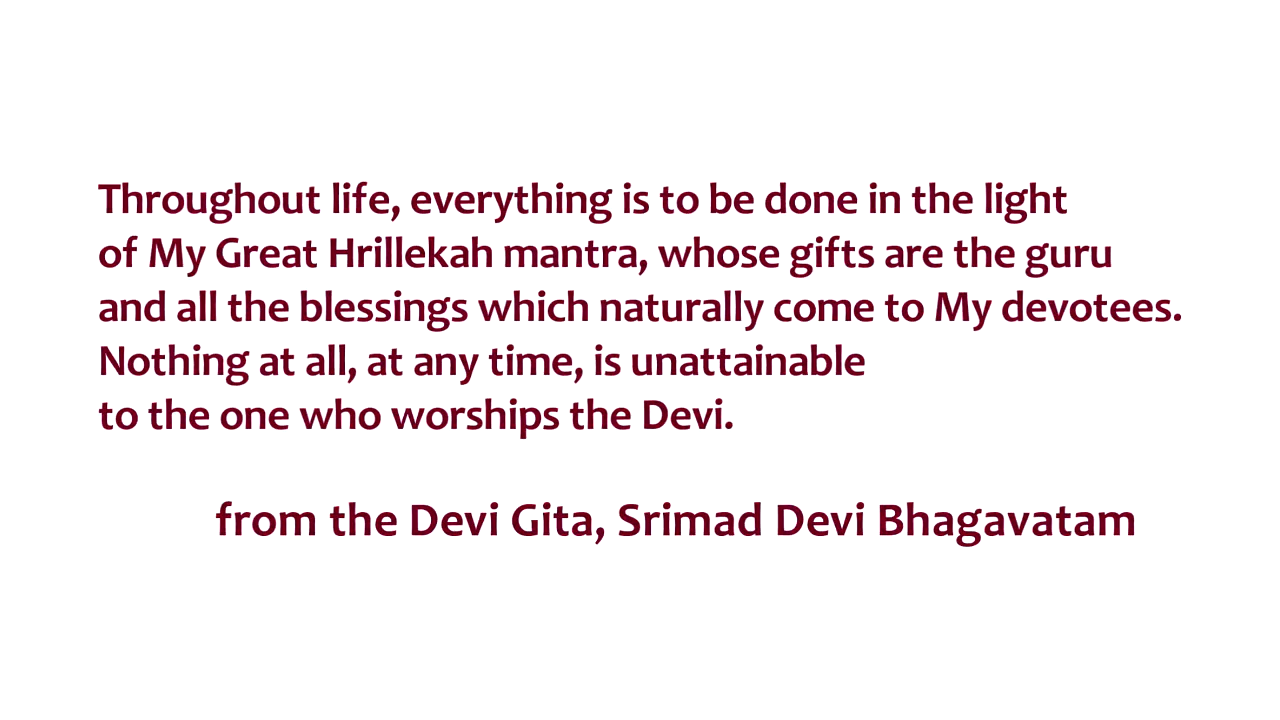 Throughout life, everything is to be done in the light
of My Great Hrillekah mantra, whose gifts are the guru
and all the blessings which naturally come to My devotees.
Nothing at all, at any time, is unattainable
to the one who worships the Devi.
from the Devi Gita, Srimad Devi Bhagavatam